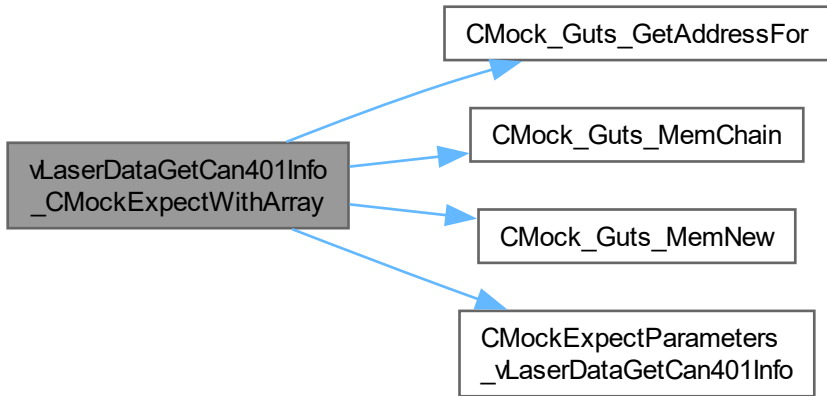 vLaserDataGetCan401Info
_CMockExpectWithArray
CMock_Guts_GetAddressFor
CMock_Guts_MemChain
CMock_Guts_MemNew
CMockExpectParameters
_vLaserDataGetCan401Info